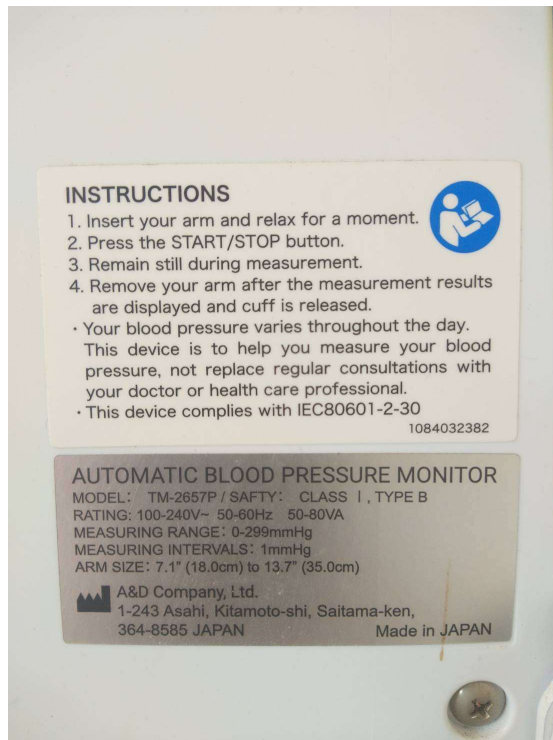 INSTRUCTIONS
1. Insert your arm and relax for a moment.
2. Press the START/STOP button.
3. Remain still during measurement.
4. Remove your arm after the measurement results
are displayed and cuff is released.
・Your blood pressure varies throughout the day.
This device is to help you measure your blood
pressure, not replace regular consultations with
your doctor or health care professional.
・This device complies with IEC80601-2-30
1084032382
AUTOMATIC BLOOD PRESSURE MONITOR
MODEL: TM-2657P / SAFTY: CLASS I, TYPE B
RATING: 100-240V~ 50-60Hz 50-80VA
MEASURING RANGE: 0-299mmHg
MEASURING INTERVALS: 1mmHg
ARM SIZE: 7.1" (18.0cm) to 13.7" (35.0cm)
A&D Company, Ltd.
1-243 Asahi, Kitamoto-shi, Saitama-ken,
364-8585 JAPAN Made in JAPAN